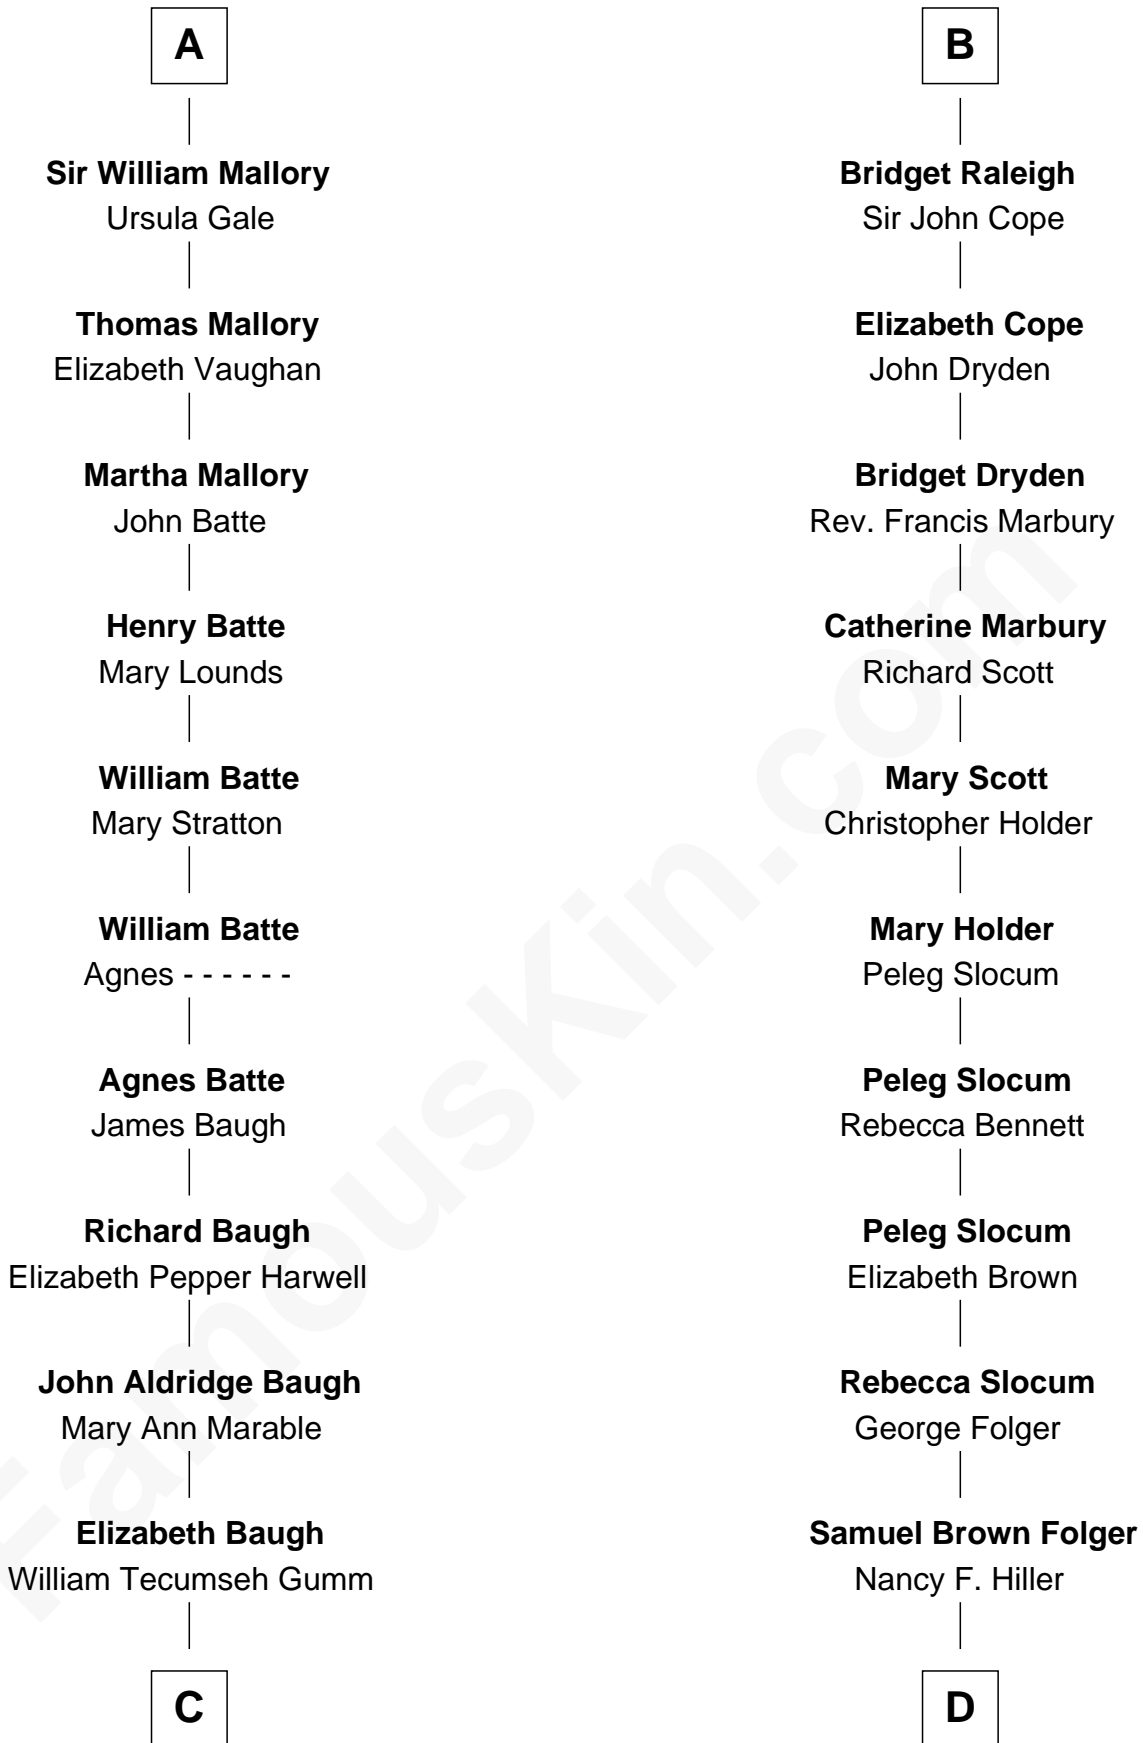 A
Sir William Mallory
Ursula Gale
Thomas Mallory
Elizabeth Vaughan
Martha Mallory
John Batte
Henry Batte
Mary Lounds
William Batte
Mary Stratton
William Batte
Agnes - - - - - -
Agnes Batte
James Baugh
Richard Baugh
Elizabeth Pepper Harwell
John Aldridge Baugh
Mary Ann Marable
Elizabeth Baugh
William Tecumseh Gumm
C
B
Bridget Raleigh
Sir John Cope
Elizabeth Cope
John Dryden
Bridget Dryden
Rev. Francis Marbury
Catherine Marbury
Richard Scott
Mary Scott
Christopher Holder
Mary Holder
Peleg Slocum
Peleg Slocum
Rebecca Bennett
Peleg Slocum
Elizabeth Brown
Rebecca Slocum
George Folger
Samuel Brown Folger
Nancy F. Hiller
D
FamousKin.com